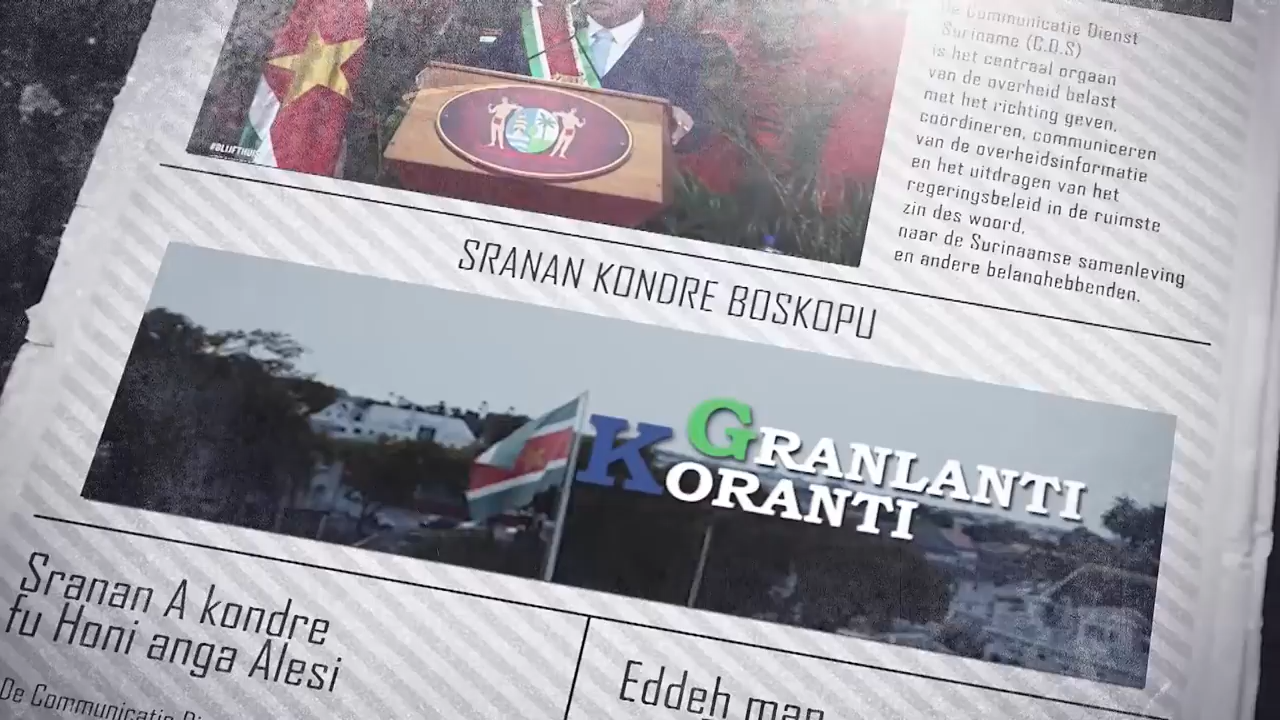 De Communicatie Dienst
Suriname (C.D.S)
is het centraal orgaan
van de overheid belast
met het richting geven,
coördineren, communiceren
van de overheidsinformatie
en het uitdragen van het
regeringsbeleid in de ruimste
zin des woord,
naar de Surinaamse samenleving
en andere belanghebbenden.
SRANAN KONDRE BOSKOPU
GRANLANTI
KORANTI
Sranan A kondre
fu Honi anga Alesi
De Communicatie
Eddeh man